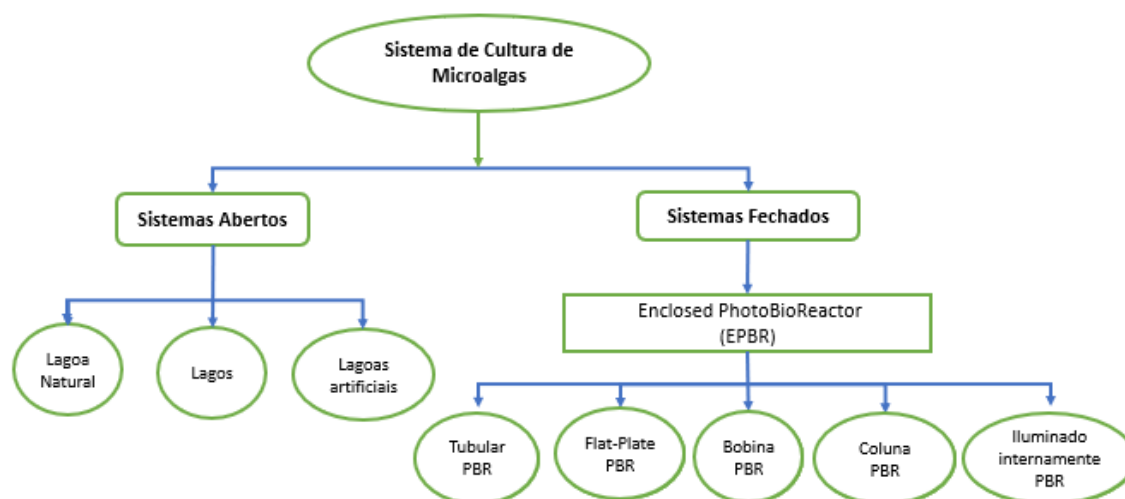 Sistema de Cultura de
Microalgas
Sistemas Abertos
Sistemas Fechados
Enclosed PhotoBioReactor
(EPBR)
Lagoa
Natural
Lagos
Lagoas
artificiais
Tubular
PBR
Flat-Plate
PBR
Bobina
PBR
Coluna
PBR
Iluminado
internamente
PBR